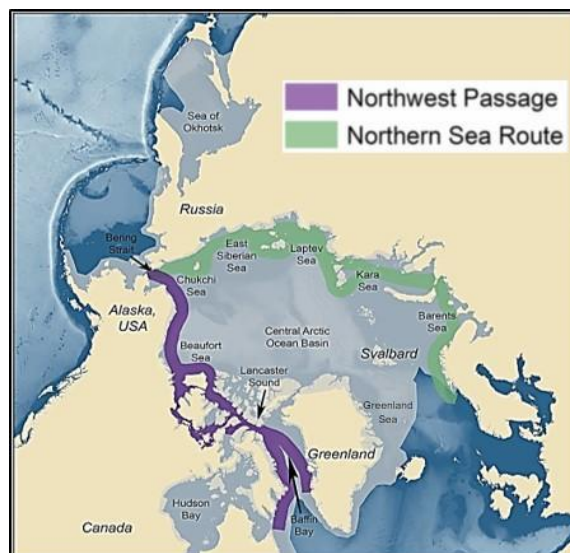 Northwest Passage
Northern Sea Route
Sea of
Okhotsk
Russia
Bering
Strait
East
Siberian
Sea
Laptev
Sea
Kara
Sea
Chukchi
Sea
Alaska,
USA
Barents
Sea
Beaufort
Sea
Central Arctic
Ocean Basin
Svalbard
Lancaster
Sound
Greenland
Sea
Greenland
Hudson
Bay
Baffin
Bay
Canada